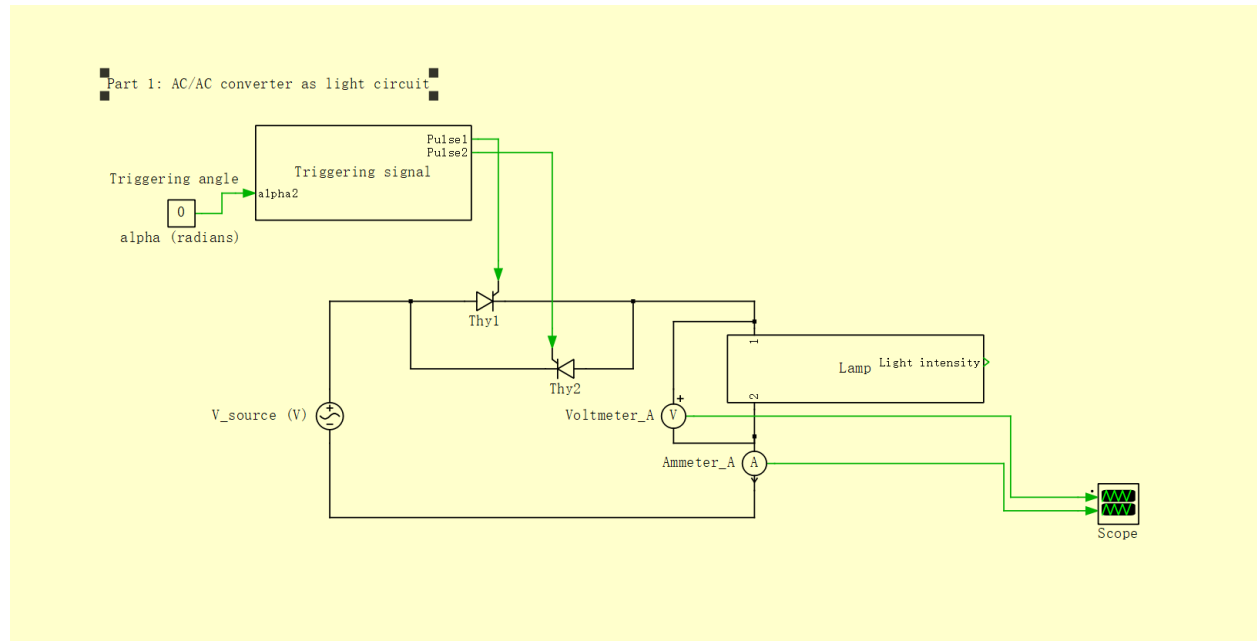 Part 1: AC/AC converter as light circuit
Pulse1
Pulse2
Triggering signal
Triggering angle
alpha2
0
alpha (radians)
Thy1
Thy2
1
Lamp
Light intensity
2
V_source (V)
Voltmeter_A
+
V
Ammeter_A
A
Scope